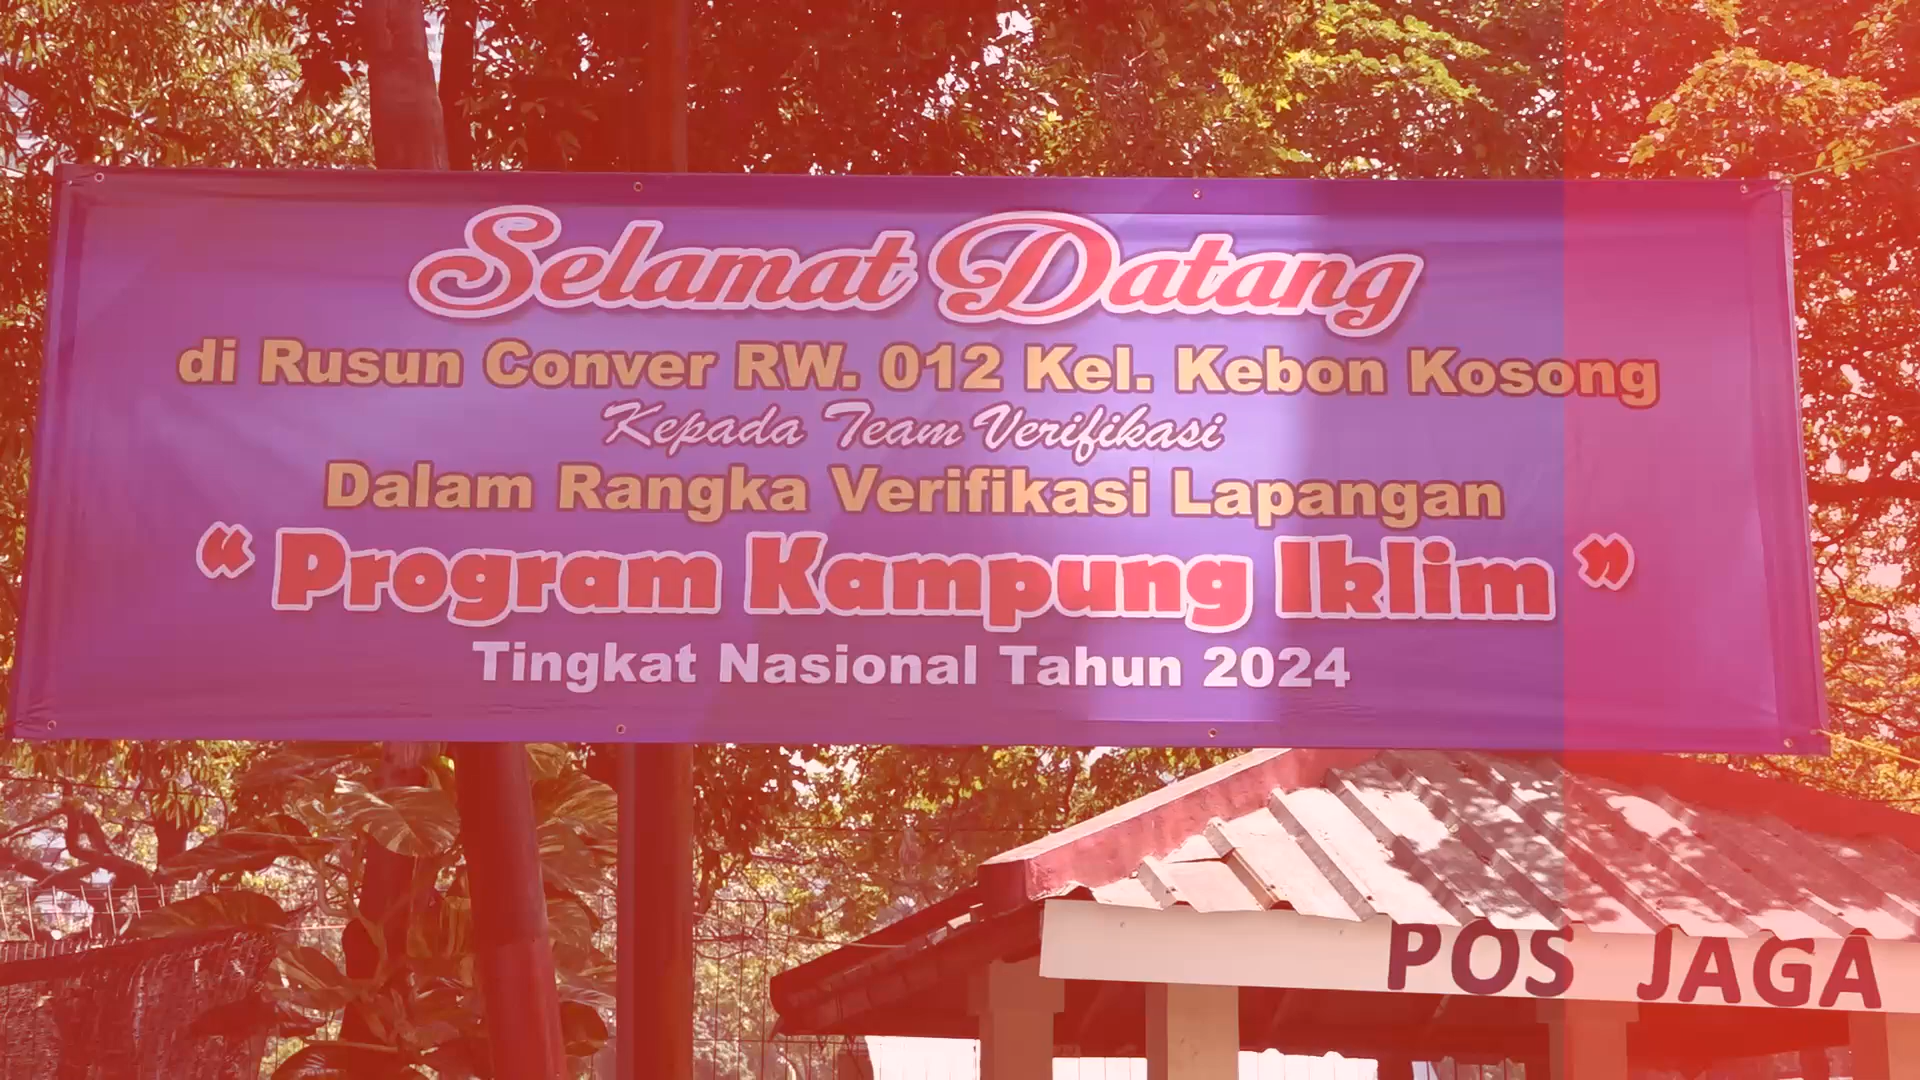 Selamat Datang
di Rusun Conver RW. 012 Kel. Kebon Kosong
Kepada Team Verifikasi
Dalam Rangka Verifikasi Lapangan
“ Program Kampung Iklim ”
Tingkat Nasional Tahun 2024
POS JAGA